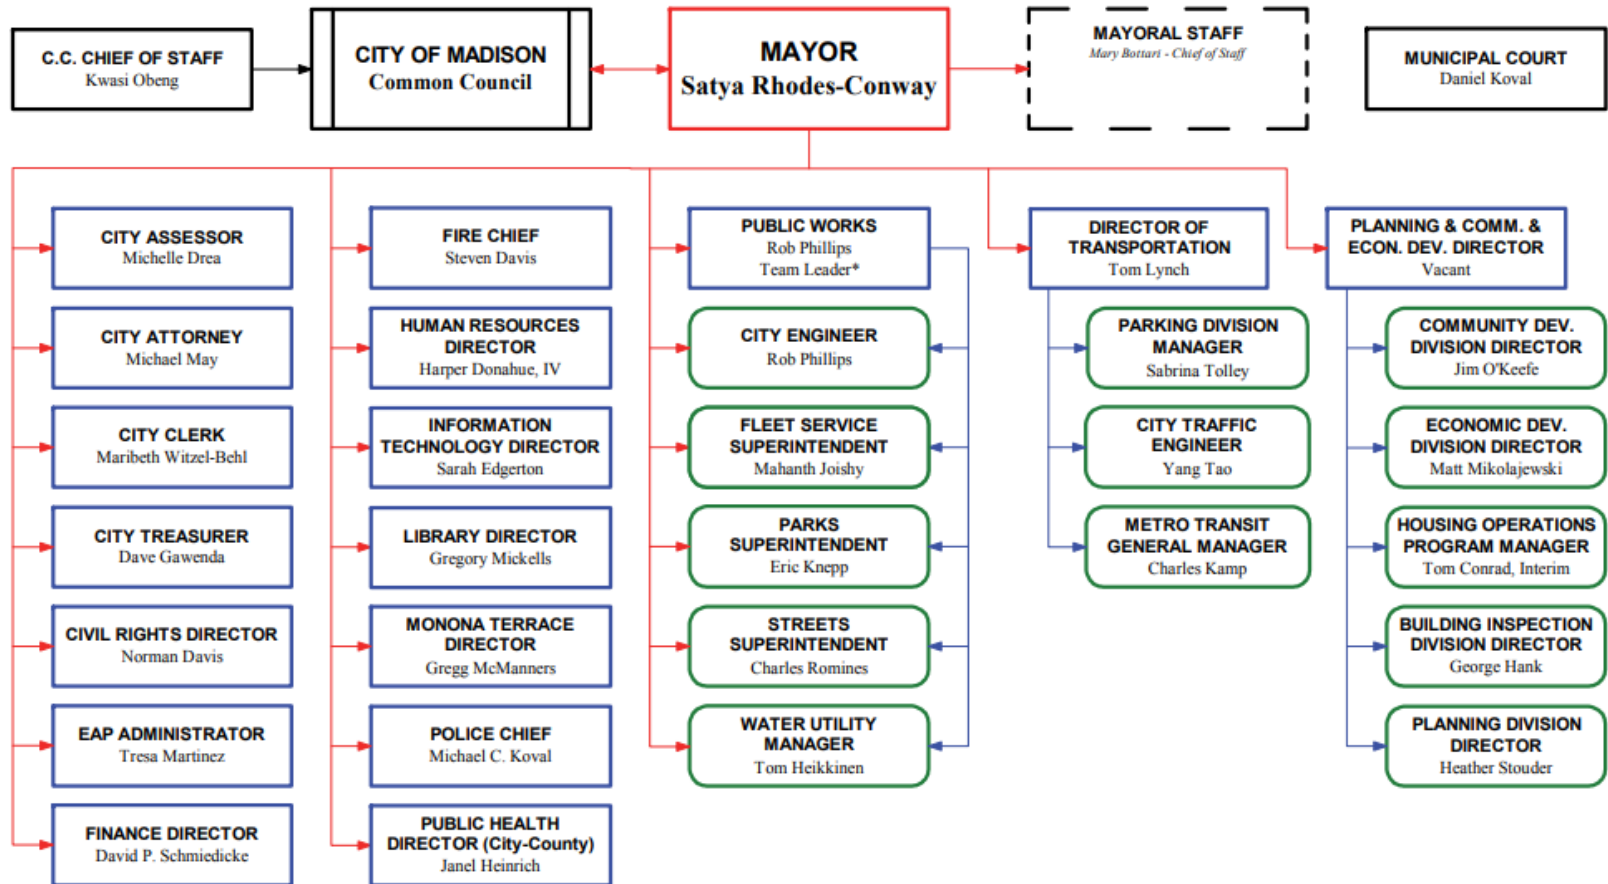 C.C. CHIEF OF STAFF
Kwasi Obeng
CITY OF MADISON
Common Council
MAYOR
Satya Rhodes-Conway
MAYORAL STAFF
Mary Bottari - Chief of Staff
MUNICIPAL COURT
Daniel Koval
CITY ASSESSOR
Michelle Drea
CITY ATTORNEY
Michael May
CITY CLERK
Maribeth Witzel-Behl
CITY TREASURER
Dave Gawenda
CIVIL RIGHTS DIRECTOR
Norman Davis
EAP ADMINISTRATOR
Tresa Martinez
FINANCE DIRECTOR
David P. Schmiedicke
FIRE CHIEF
Steven Davis
HUMAN RESOURCES
DIRECTOR
Harper Donahue, IV
INFORMATION
TECHNOLOGY DIRECTOR
Sarah Edgerton
LIBRARY DIRECTOR
Gregory Mickells
MONONA TERRACE
DIRECTOR
Gregg McManners
POLICE CHIEF
Michael C. Koval
PUBLIC HEALTH
DIRECTOR (City-County)
Janel Heinrich
PUBLIC WORKS
Rob Phillips
Team Leader*
CITY ENGINEER
Rob Phillips
FLEET SERVICE
SUPERINTENDENT
Mahanth Joishy
PARKS
SUPERINTENDENT
Eric Knepp
STREETS
SUPERINTENDENT
Charles Romines
WATER UTILITY
MANAGER
Tom Heikkinen
DIRECTOR OF
TRANSPORTATION
Tom Lynch
PARKING DIVISION
MANAGER
Sabrina Tolley
CITY TRAFFIC
ENGINEER
Yang Tao
METRO TRANSIT
GENERAL MANAGER
Charles Kamp
PLANNING & COMM. &
ECON. DEV. DIRECTOR
Vacant
COMMUNITY DEV.
DIVISION DIRECTOR
Jim O'Keefe
ECONOMIC DEV.
DIVISION DIRECTOR
Matt Mikolajewski
HOUSING OPERATIONS
PROGRAM MANAGER
Tom Conrad, Interim
BUILDING INSPECTION
DIVISION DIRECTOR
George Hank
PLANNING DIVISION
DIRECTOR
Heather Stouder